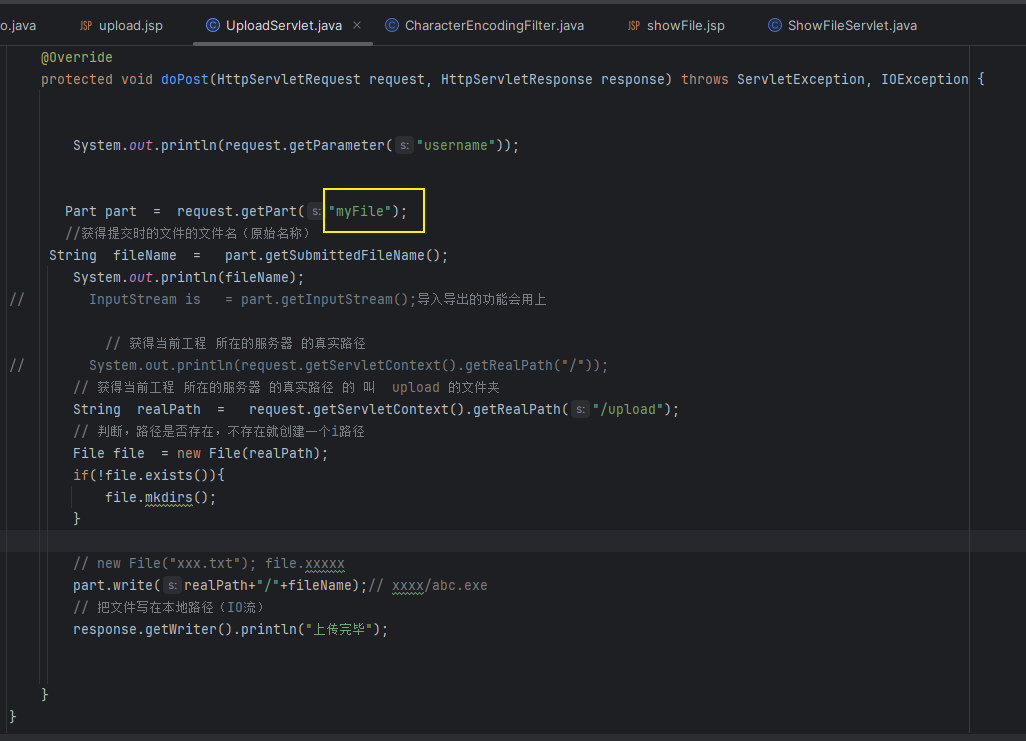 o.java JSP upload.jsp UploadServlet.java × CharacterEncodingFilter.java JSP showFile.jsp ShowFileServlet.java
@Override
protected void doPost(HttpServletRequest request, HttpServletResponse response) throws ServletException, IOException {
System.out.println(request.getParameter( s: "username"));
Part part = request.getPart( s: "myFile");
//获得提交时的文件的文件名（原始名称）
String fileName = part.getSubmittedFileName();
System.out.println(fileName);
// InputStream is = part.getInputStream();导入导出的功能会用上
// 获得当前工程 所在的服务器 的真实路径
// System.out.println(request.getServletContext().getRealPath("/"));
// 获得当前工程 所在的服务器 的真实路径 的 叫 upload 的文件夹
String realPath = request.getServletContext().getRealPath( s: "/upload");
// 判断，路径是否存在，不存在就创建一个i路径
File file = new File(realPath);
if(!file.exists()){
file.mkdirs();
}
// new File("xxx.txt"); file.xxxxx
part.write( s: realPath+"/"+fileName);// xxxx/abc.exe
// 把文件写在本地路径（IO流）
response.getWriter().println("上传完毕");
}
}